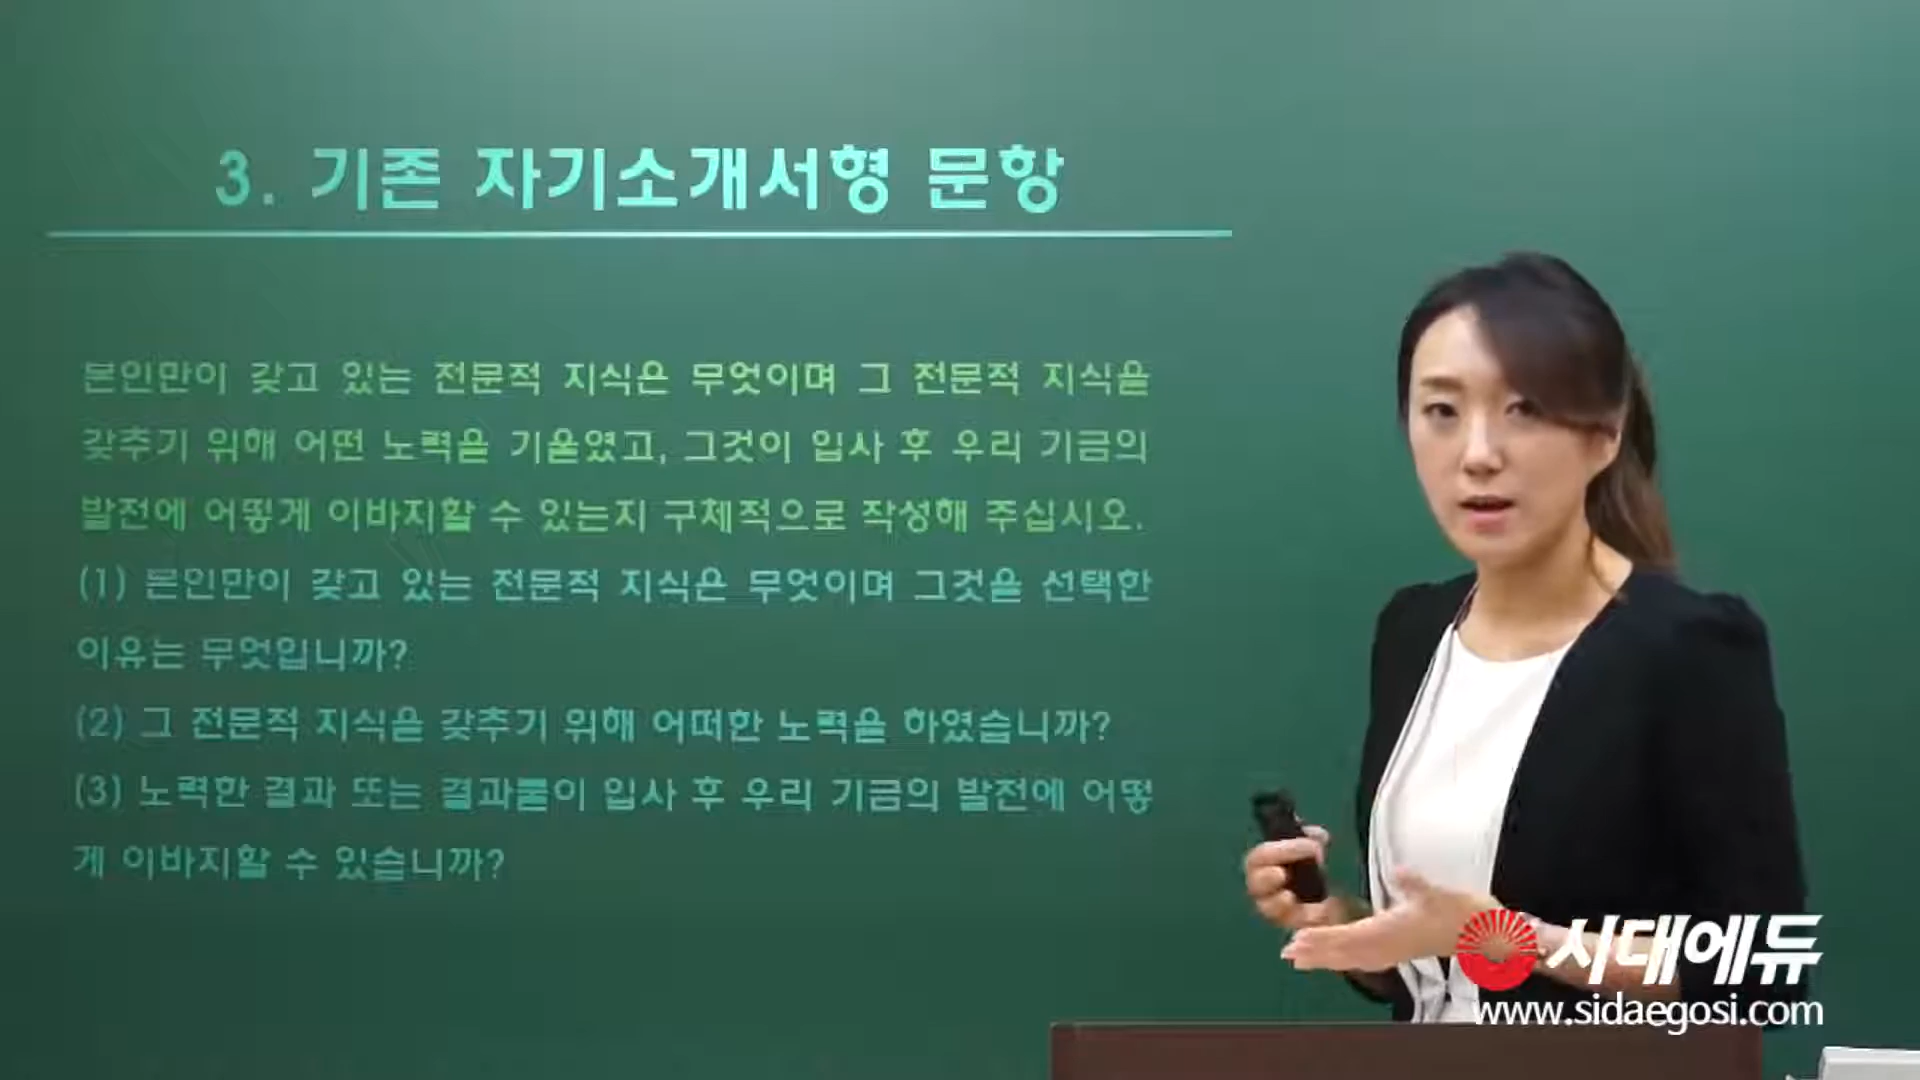 3. 기존 자기소개서형 문항
본인만이 갖고 있는 전문적 지식은 무엇이며 그 전문적 지식을
갖추기 위해 어떤 노력을 기울였고, 그것이 입사 후 우리 기금의
발전에 어떻게 이바지할 수 있는지 구체적으로 작성해 주십시오.
(1) 본인만이 갖고 있는 전문적 지식은 무엇이며 그것을 선택한
이유는 무엇입니까?
(2) 그 전문적 지식을 갖추기 위해 어떠한 노력을 하였습니까?
(3) 노력한 결과 또는 결과물이 입사 후 우리 기금의 발전에 어떻
게 이바지할 수 있습니까?
시대에듀
www.sidaegosi.com